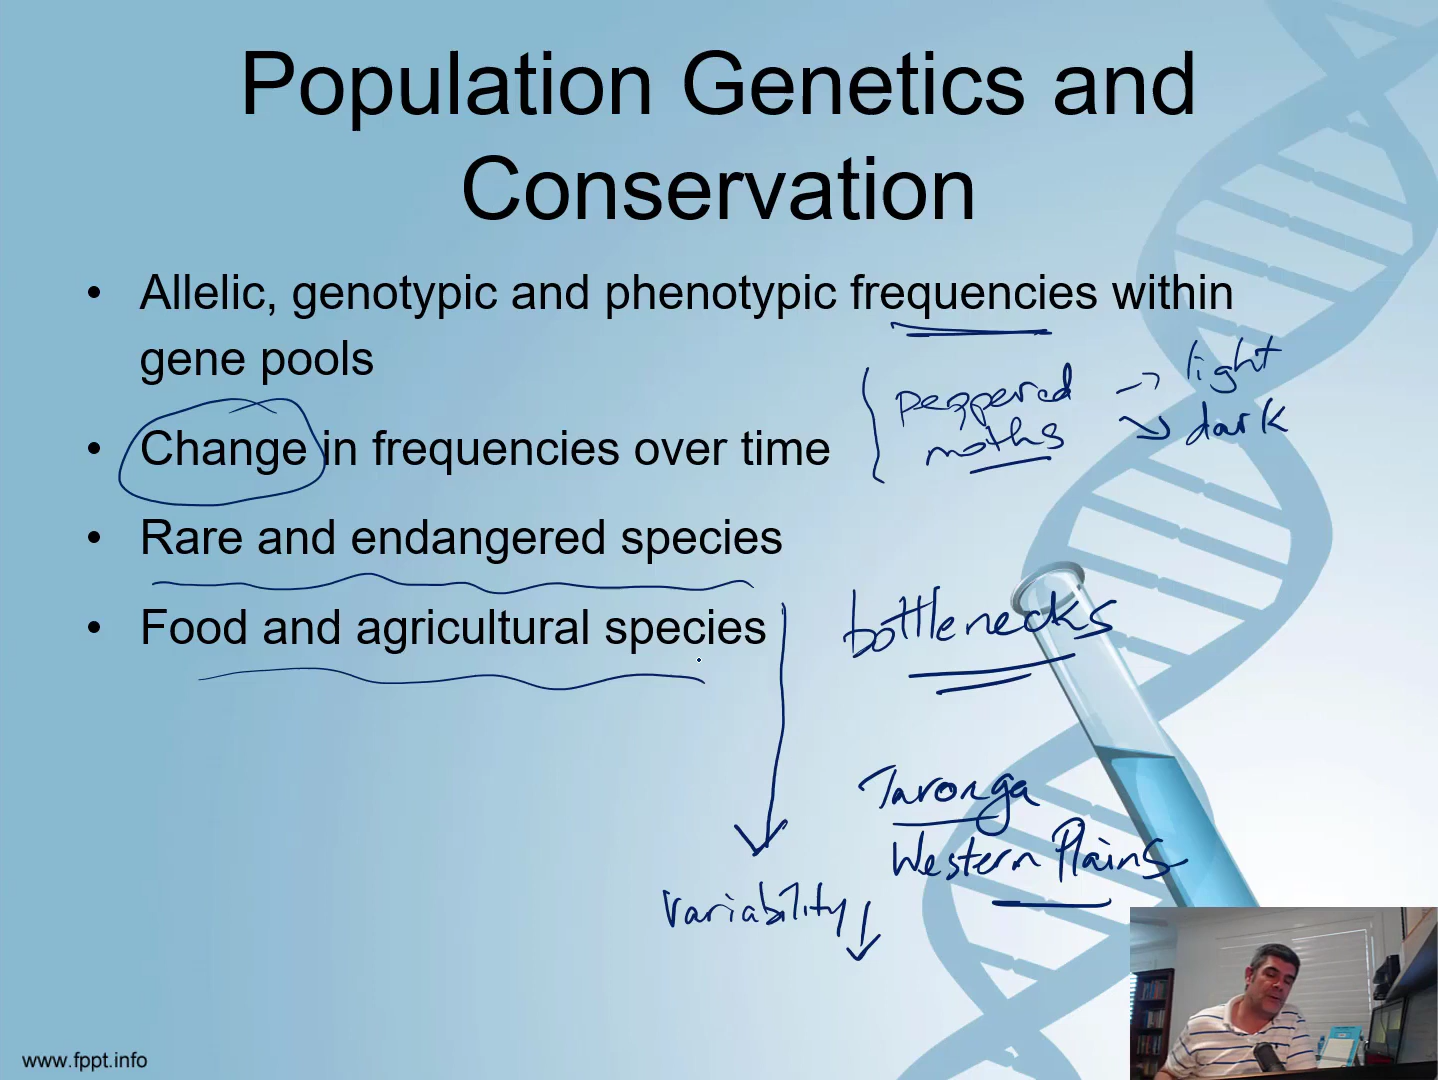 Population Genetics and
Conservation
• Allelic, genotypic and phenotypic frequencies within
gene pools
peppered → light
moths → dark
• Change in frequencies over time
• Rare and endangered species
• Food and agricultural species
bottlenecks
Taronga
Western Plains
variability ↓
www.fppt.info